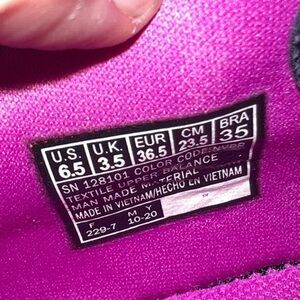 U.S. U.K. EUR CM BRA
6.5 3.5 36.5 23.5 35
SN 128101 COLOR CODE NVPR
TEXTILE UPPER BALANCE
MAN MADE MATERIAL
MADE IN VIETNAM/HECHO EN VIETNAM
F M Y
229-7 10-20